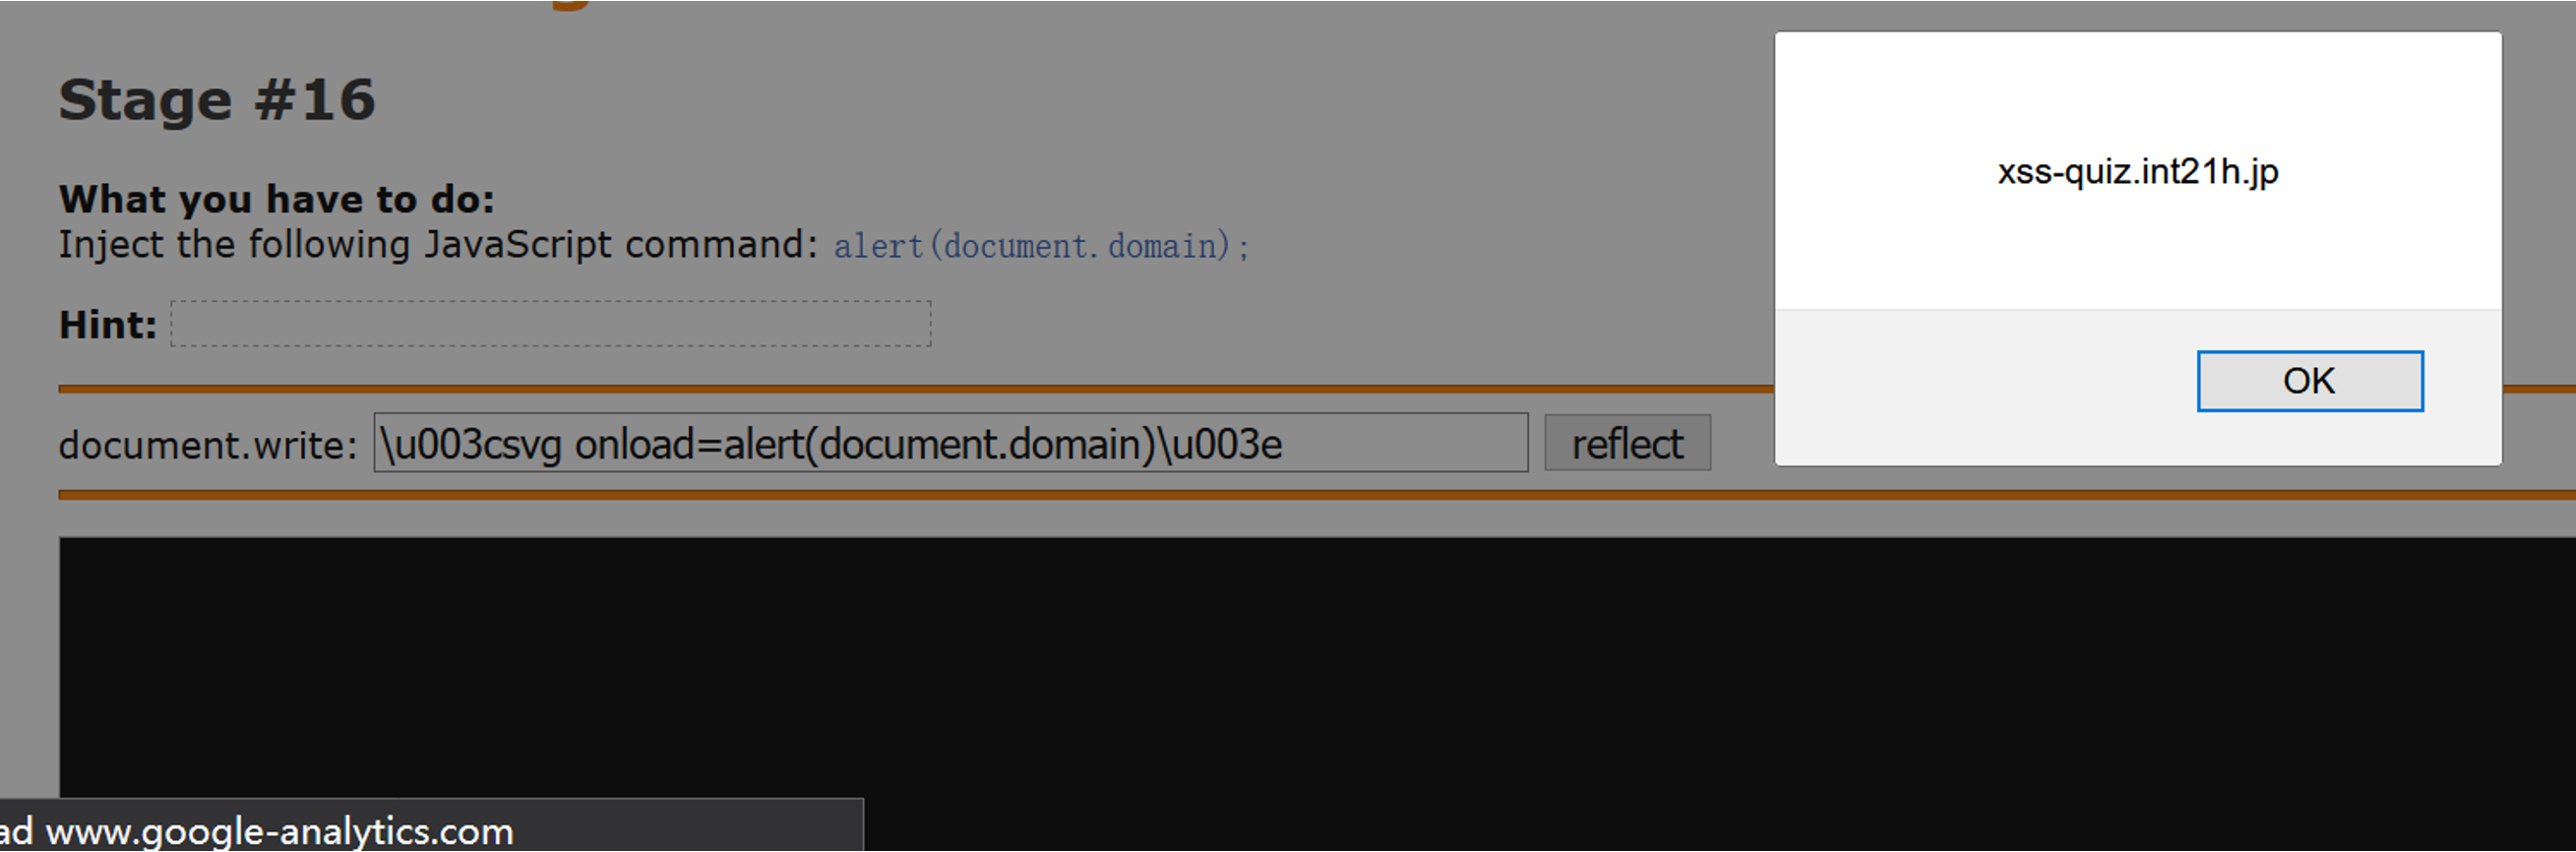 Stage #16
What you have to do:
Inject the following JavaScript command: alert(document.domain);
Hint:
document.write: \u003csvg onload=alert(document.domain)\u003e reflect
xss-quiz.int21h.jp
OK
ad www.google-analytics.com